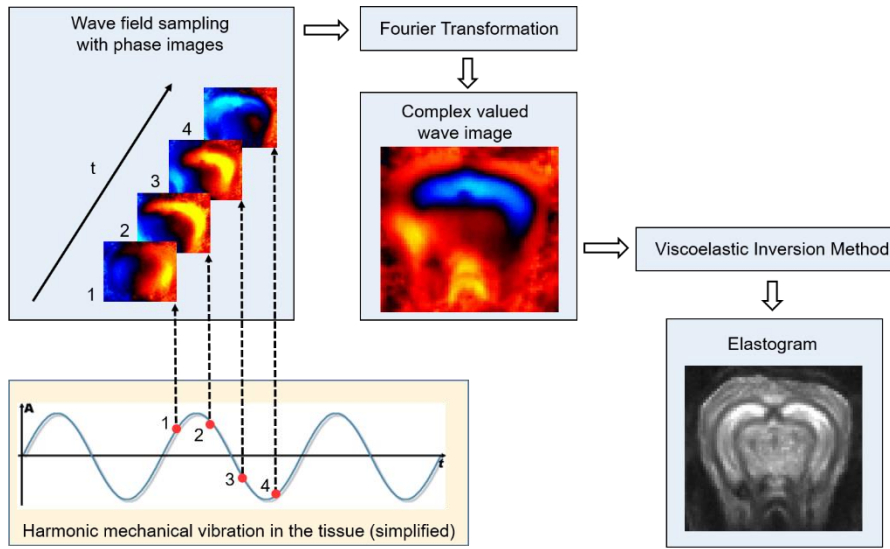 Wave field sampling
with phase images
t
1
2
3
4
Fourier Transformation
Complex valued
wave image
Viscoelastic Inversion Method
Elastogram
A
1
2
3
4
t
Harmonic mechanical vibration in the tissue (simplified)